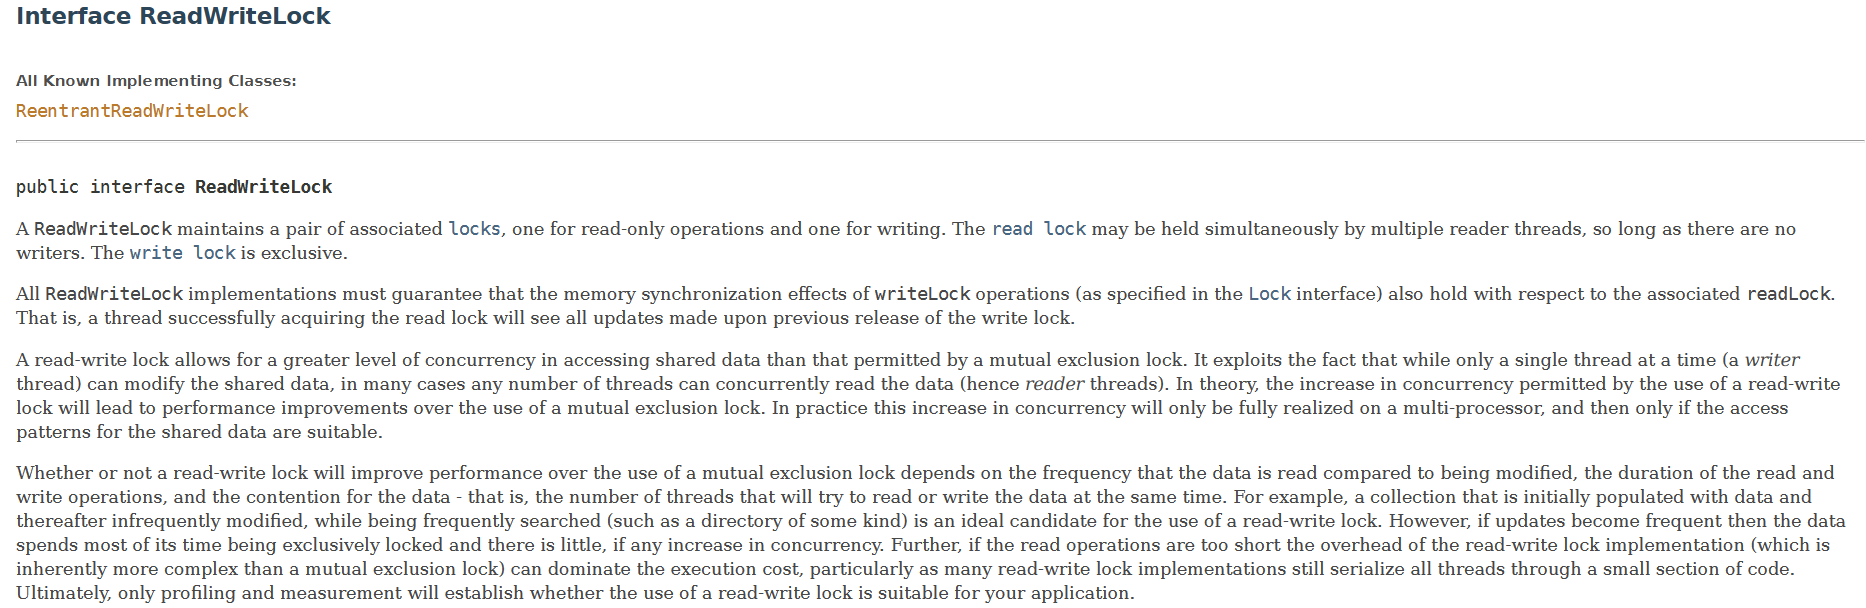 Interface ReadWriteLock
All Known Implementing Classes:
ReentrantReadWriteLock
public interface ReadWriteLock
A ReadWriteLock maintains a pair of associated locks, one for read-only operations and one for writing. The read lock may be held simultaneously by multiple reader threads, so long as there are no
writers. The write lock is exclusive.
All ReadWriteLock implementations must guarantee that the memory synchronization effects of writeLock operations (as specified in the Lock interface) also hold with respect to the associated readLock.
That is, a thread successfully acquiring the read lock will see all updates made upon previous release of the write lock.
A read-write lock allows for a greater level of concurrency in accessing shared data than that permitted by a mutual exclusion lock. It exploits the fact that while only a single thread at a time (a writer
thread) can modify the shared data, in many cases any number of threads can concurrently read the data (hence reader threads). In theory, the increase in concurrency permitted by the use of a read-write
lock will lead to performance improvements over the use of a mutual exclusion lock. In practice this increase in concurrency will only be fully realized on a multi-processor, and then only if the access
patterns for the shared data are suitable.
Whether or not a read-write lock will improve performance over the use of a mutual exclusion lock depends on the frequency that the data is read compared to being modified, the duration of the read and
write operations, and the contention for the data - that is, the number of threads that will try to read or write the data at the same time. For example, a collection that is initially populated with data and
thereafter infrequently modified, while being frequently searched (such as a directory of some kind) is an ideal candidate for the use of a read-write lock. However, if updates become frequent then the data
spends most of its time being exclusively locked and there is little, if any increase in concurrency. Further, if the read operations are too short the overhead of the read-write lock implementation (which is
inherently more complex than a mutual exclusion lock) can dominate the execution cost, particularly as many read-write lock implementations still serialize all threads through a small section of code.
Ultimately, only profiling and measurement will establish whether the use of a read-write lock is suitable for your application.